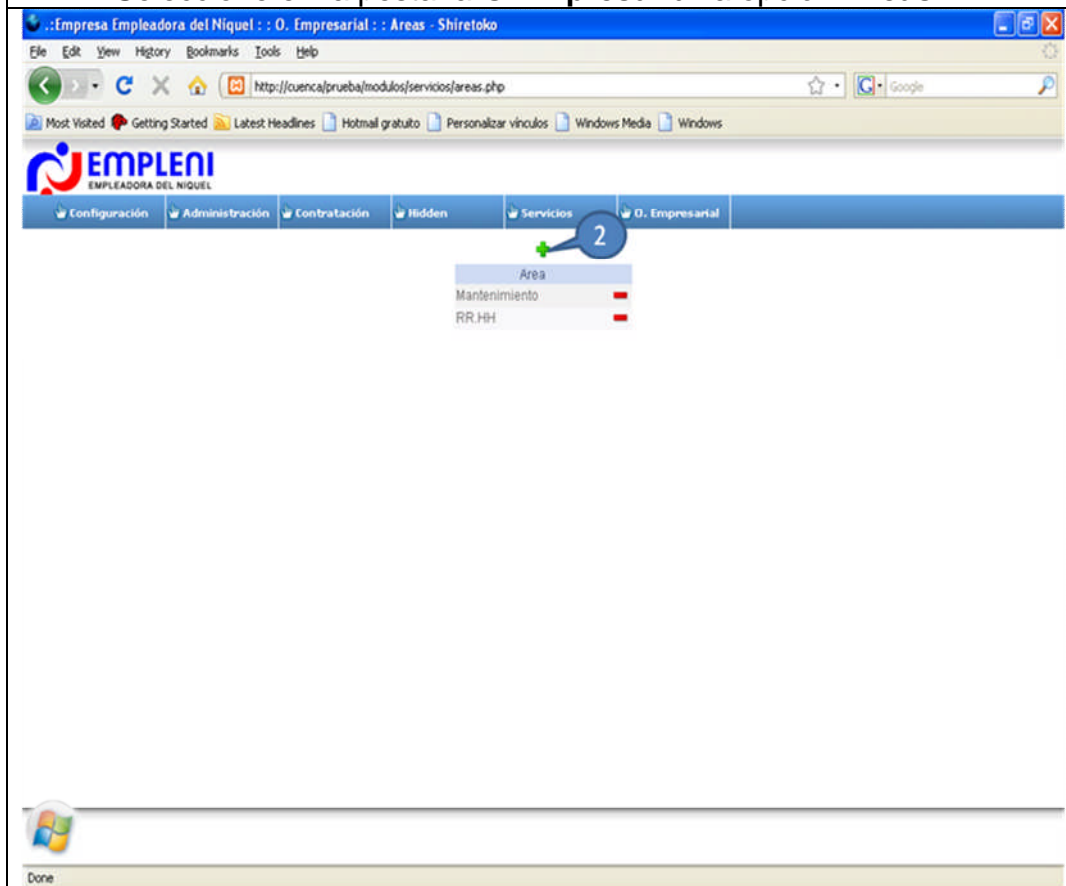 .:Empresa Empleadora del Níquel : : O. Empresarial : : Areas - Shiretoko
File Edit View History Bookmarks Tools Help
http://cuenca/prueba/modulos/servicios/areas.php
G Google
Most Visited Getting Started Latest Headlines Hotmail gratuito Personalizar vínculos Windows Media Windows
EMPLENI
EMPLEADORA DEL NIQUEL
Configuración Administración Contratación Hidden Servicios O. Empresarial
2
Area
Mantenimiento
RR.HH
Done